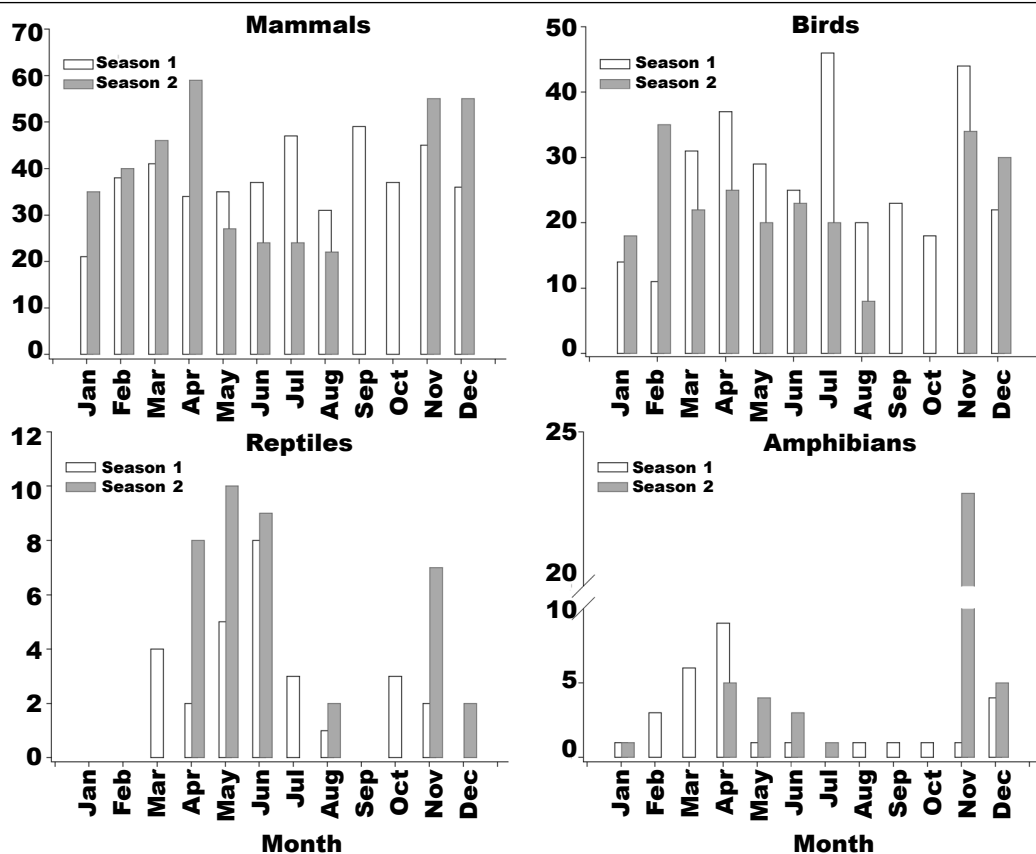 Mammals
70
60
50
40
30
20
10
0
Season 1
Season 2
Jan Feb Mar Apr May Jun Jul Aug Sep Oct Nov Dec
Birds
50
40
30
20
10
0
Season 1
Season 2
Jan Feb Mar Apr May Jun Jul Aug Sep Oct Nov Dec
Reptiles
12
10
8
6
4
2
0
Season 1
Season 2
Jan Feb Mar Apr May Jun Jul Aug Sep Oct Nov Dec
Month
Amphibians
25
20
10
5
0
Season 1
Season 2
Jan Feb Mar Apr May Jun Jul Aug Sep Oct Nov Dec
Month